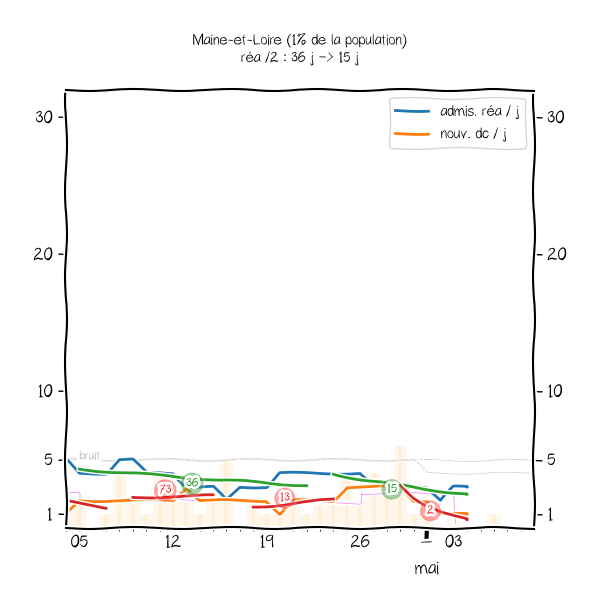 Maine-et-Loire (1% de la population)
réa /2 : 36 j -> 15 j
admis. réa / j
nouv. dc / j
30 30
20 20
10 10
5 5
bruit
73 36 13 15 2
1 1
05 12 19 26 1 03
mai